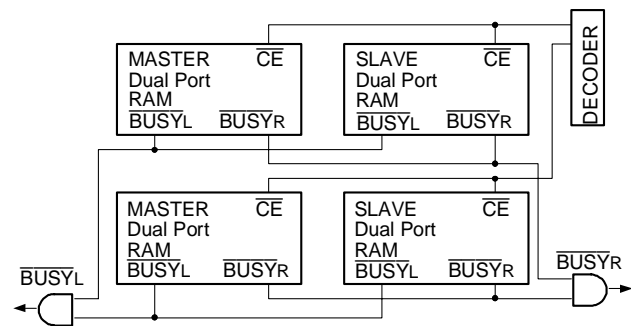 MASTER CE
Dual Port
RAM
BUSYL BUSYR
SLAVE CE
Dual Port
RAM
BUSYL BUSYR
DECODER
MASTER CE
Dual Port
RAM
BUSYL BUSYR
SLAVE CE
Dual Port
RAM
BUSYL BUSYR
BUSYL
BUSYR